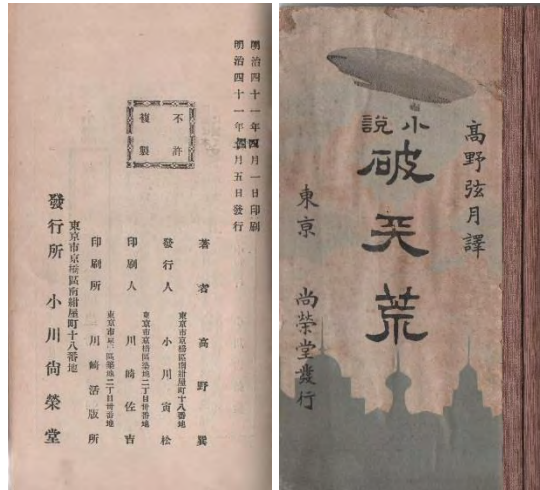 明治四十一年四月一日印刷
明治四十一年四月五日發行
不許
複製
著者 高野巽
東京市京橋區南紺屋町十八番地
發行人 小川寅松
東京市京橋區築地二丁目卅番地
印刷人 川崎佐吉
東京市京橋區築地二丁目卅番地
印刷所 川崎活版所
東京市京橋區南紺屋町十八番地
發行所 小川尙榮堂
高野弦月譯
小說
破天荒
東京 尚榮堂發行